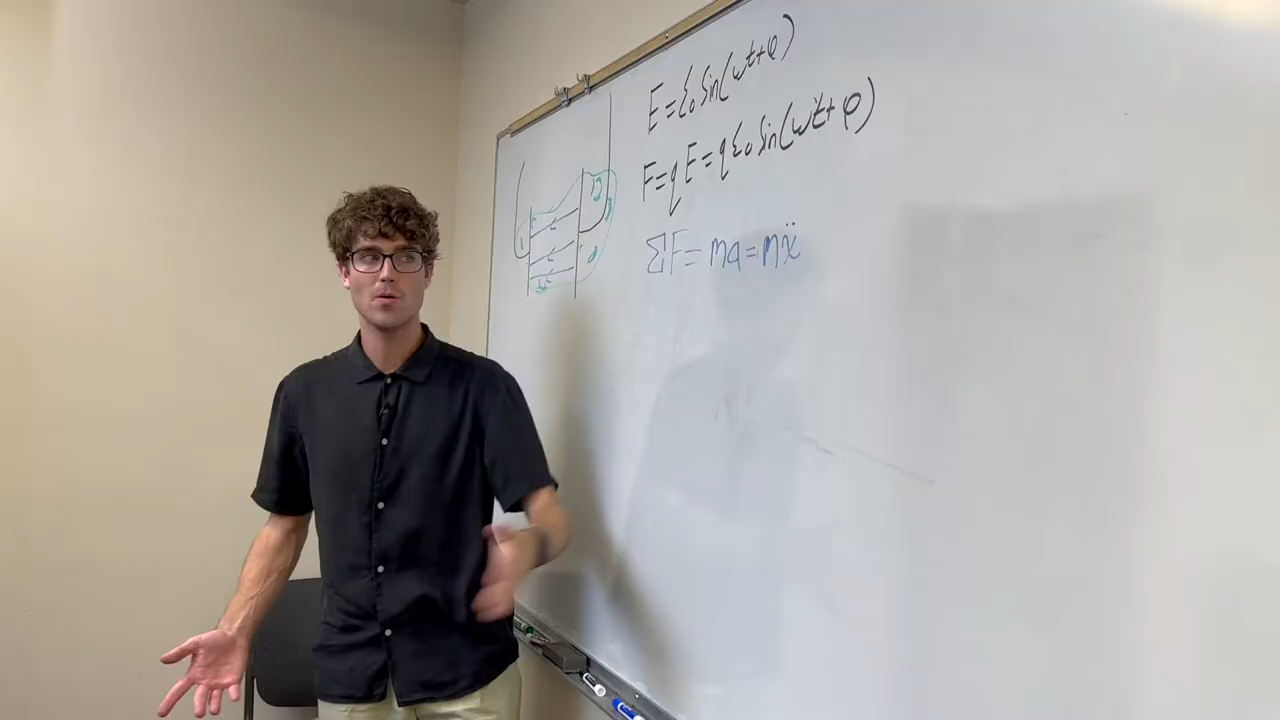 E = ε₀ sin(ωt+φ)
F = qE = qε₀ sin(ωt+φ)
ΣF = ma = mẍ